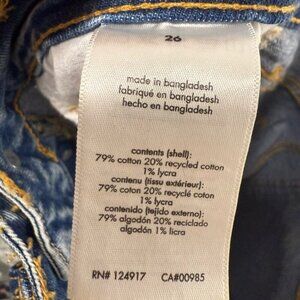 26
made in bangladesh
fabriqué en bangladesh
hecho en bangladesh
contents (shell):
79% cotton 20% recycled cotton
1% lycra
contenu (tissu extérieur):
79% coton 20% coton recyclé
1% lycra
contenido (tejido externo):
79% algodón 20% reciclado
algodón 1% licra
RN# 124917 CA#00985